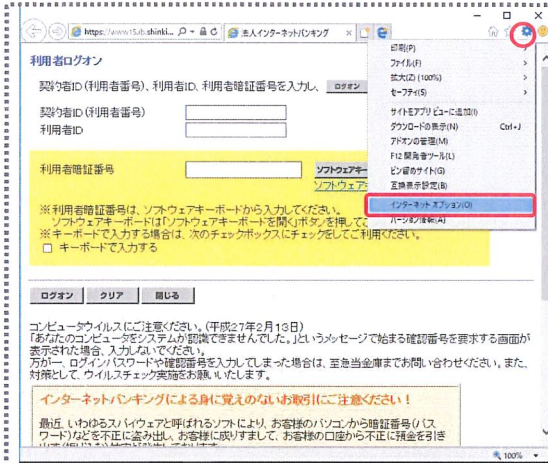 https://www15.ib.shinki...
法人インターネットバンキング
印刷(P)
ファイル(F)
拡大(Z) (100%)
セーフティ(S)
サイトをアプリ ビューに追加(I)
ダウンロードの表示(N) Ctrl+J
アドオンの管理(M)
F12 開発者ツール(L)
ピン留めサイト(G)
互換表示設定(B)
インターネット オプション(O)
バージョン情報(A)
利用者ログオン
契約者ID(利用者番号)、利用者ID、利用者暗証番号を入力し、 ログオン
契約者ID(利用者番号)
利用者ID
利用者暗証番号 ソフトウェアキー
ソフトウェア
※利用者暗証番号は、ソフトウェアキーボードから入力してください。
ソフトウェアキーボードは「ソフトウェアキーボードを開く」ボタンを押してご
※キーボードで入力する場合は、次のチェックボックスにチェックをしてご利用ください。
キーボードで入力する
ログオン クリア 閉じる
コンピュータウイルスにご注意ください。(平成27年2月13日)
「あなたのコンピュータをシステムが認識できませんでした。」というメッセージで始まる確認番号を要求する画面が
表示された場合、入力しないでください。
万が一、ログインパスワードや確認番号を入力してしまった場合は、至急当金庫までお問い合わせください。また、
対策として、ウイルスチェック実施をお願いいたします。
インターネットバンキングによる身に覚えのないお取引にご注意ください!
最近、いわゆるスパイウェアと呼ばれるソフトにより、お客様のパソコンから暗証番号(パス
ワード)などを不正に盗み出し、お客様に成りすまして、お客様の口座から不正に預金を引き
100%